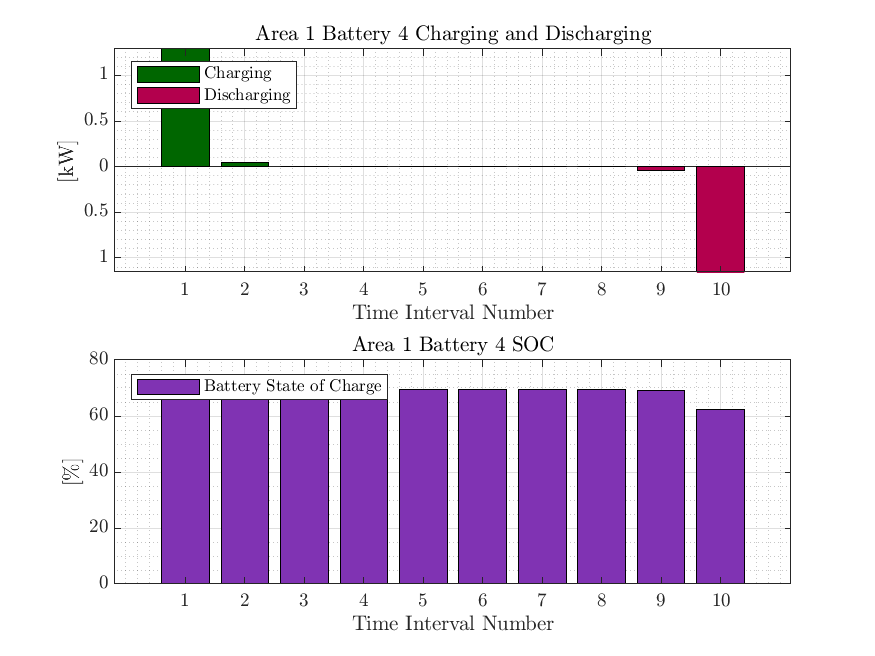 Area 1 Battery 4 Charging and Discharging
1
0.5
0
0.5
1
[kW]
Charging
Discharging
1 2 3 4 5 6 7 8 9 10
Time Interval Number
Area 1 Battery 4 SOC
80
60
40
20
0
[%]
Battery State of Charge
1 2 3 4 5 6 7 8 9 10
Time Interval Number